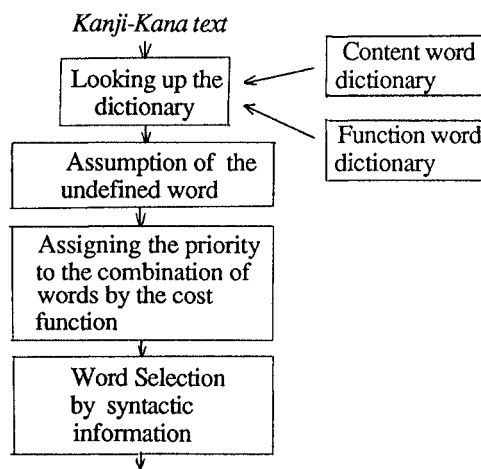 Kanji-Kana text
Looking up the
dictionary
Content word
dictionary
Function word
dictionary
Assumption of the
undefined word
Assigning the priority
to the combination of
words by the cost
function
Word Selection
by syntactic
information